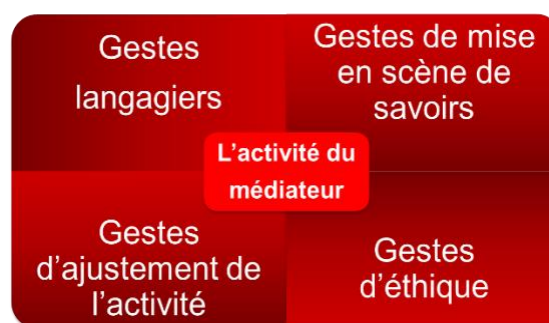 Gestes
langagiers
Gestes de mise
en scène de
savoirs
L’activité du
médiateur
Gestes
d’ajustement de
l’activité
Gestes
d’éthique